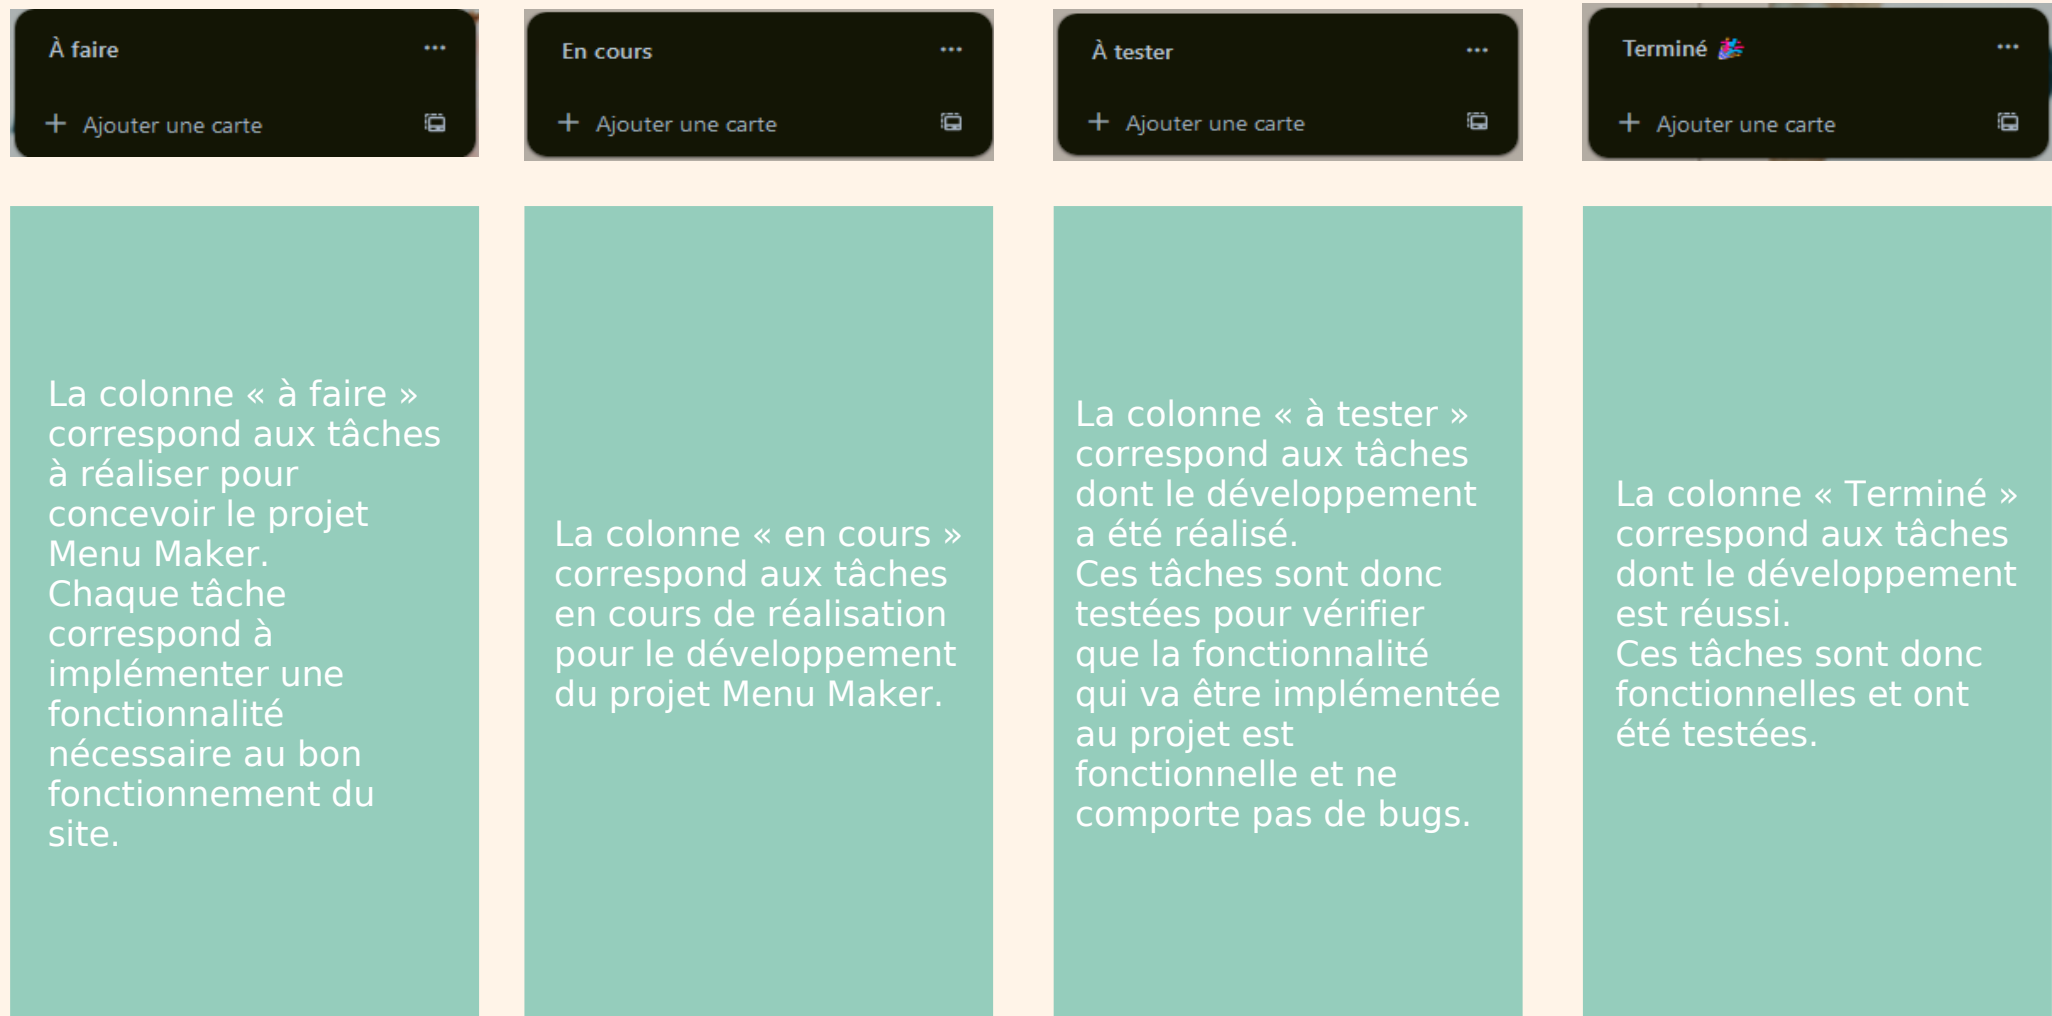 À faire
Ajouter une carte
La colonne « à faire »
correspond aux tâches
à réaliser pour
concevoir le projet
Menu Maker.
Chaque tâche
correspond à
implémenter une
fonctionnalité
nécessaire au bon
fonctionnement du
site.
En cours
Ajouter une carte
La colonne « en cours »
correspond aux tâches
en cours de réalisation
pour le développement
du projet Menu Maker.
À tester
Ajouter une carte
La colonne « à tester »
correspond aux tâches
dont le développement
a été réalisé.
Ces tâches sont donc
testées pour vérifier
que la fonctionnalité
qui va être implémentée
au projet est
fonctionnelle et ne
comporte pas de bugs.
Terminé 🎉
Ajouter une carte
La colonne « Terminé »
correspond aux tâches
dont le développement
est réussi.
Ces tâches sont donc
fonctionnelles et ont
été testées.